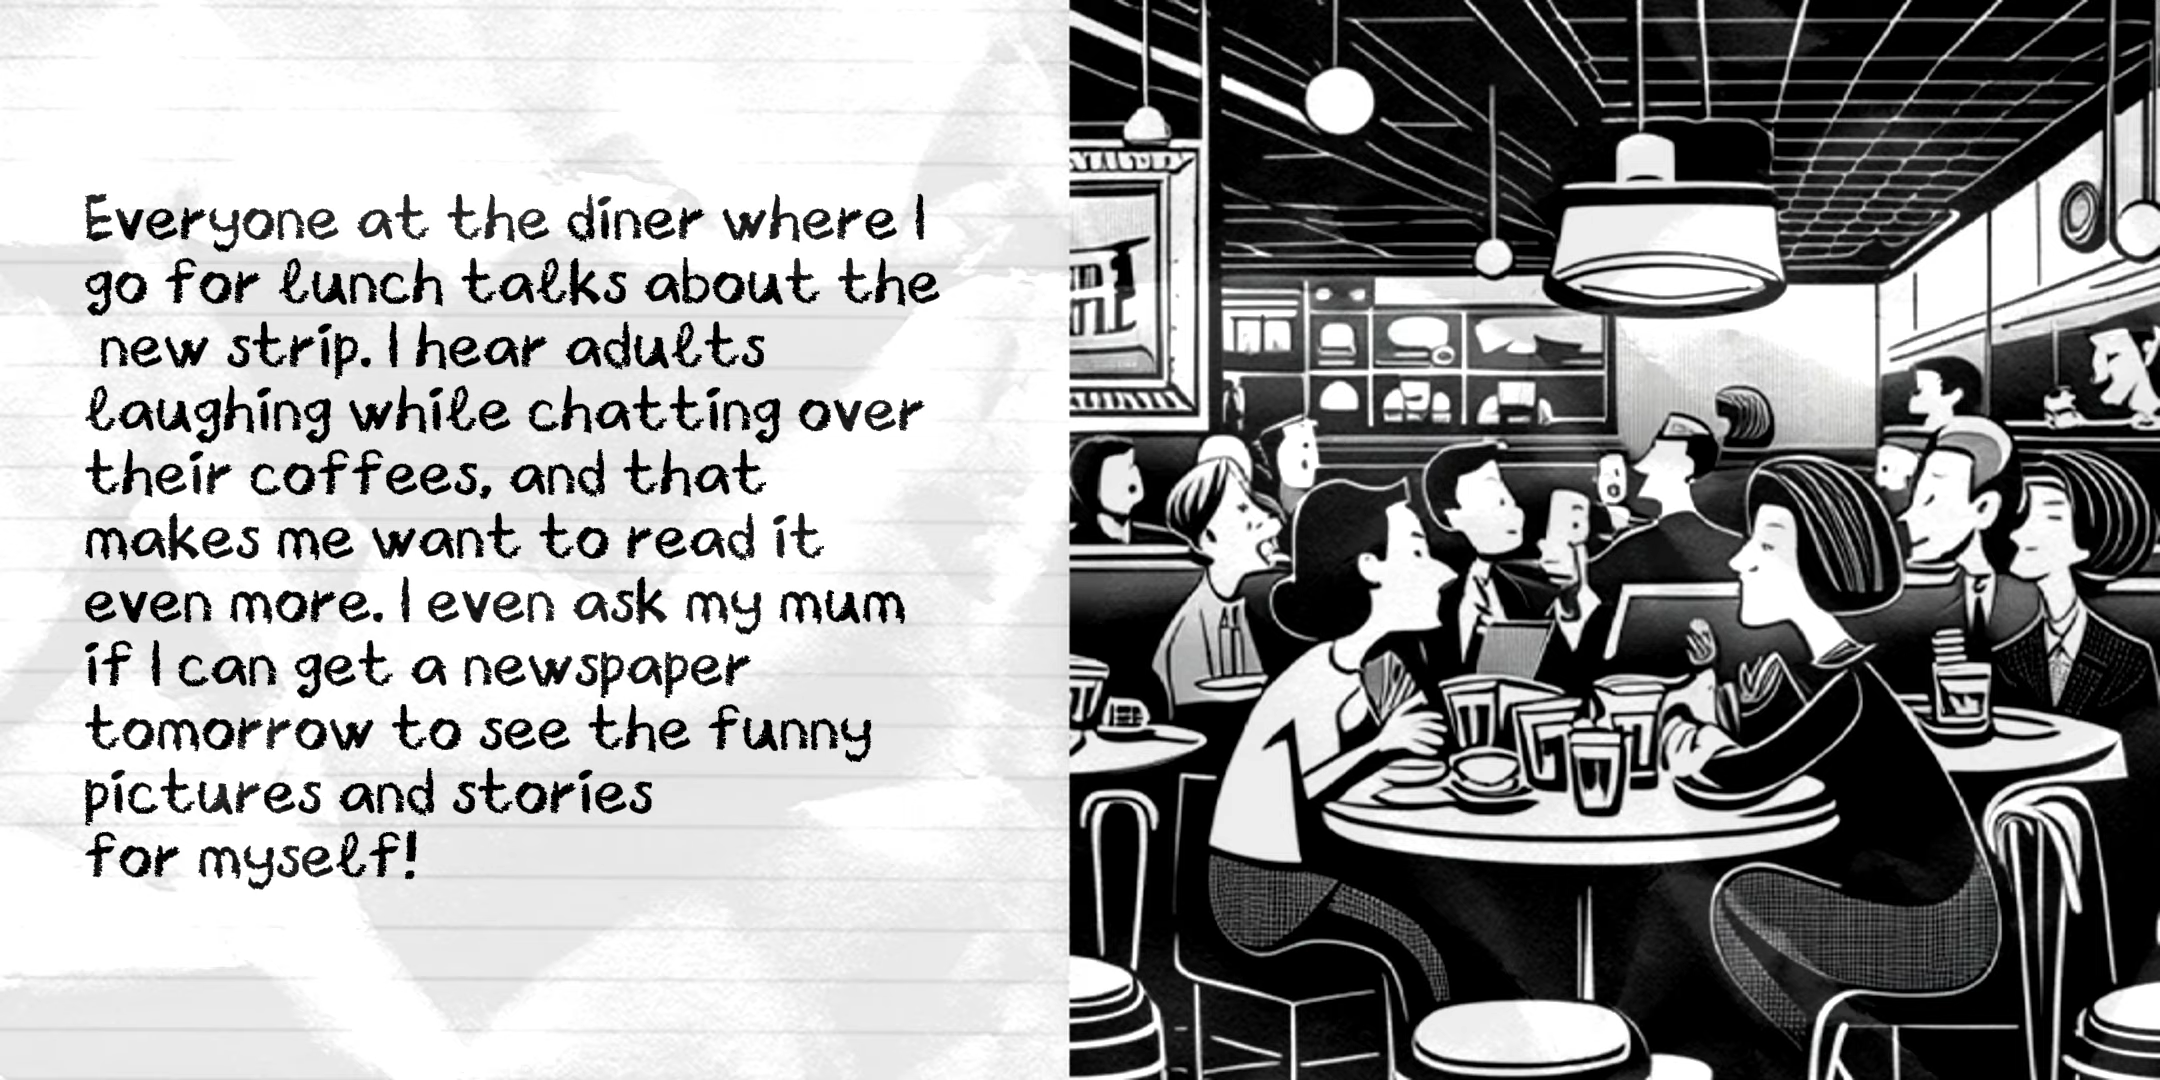 Everyone at the diner where I
go for lunch talks about the
new strip. I hear adults
laughing while chatting over
their coffees, and that
makes me want to read it
even more. I even ask my mum
if I can get a newspaper
tomorrow to see the funny
pictures and stories
for myself!